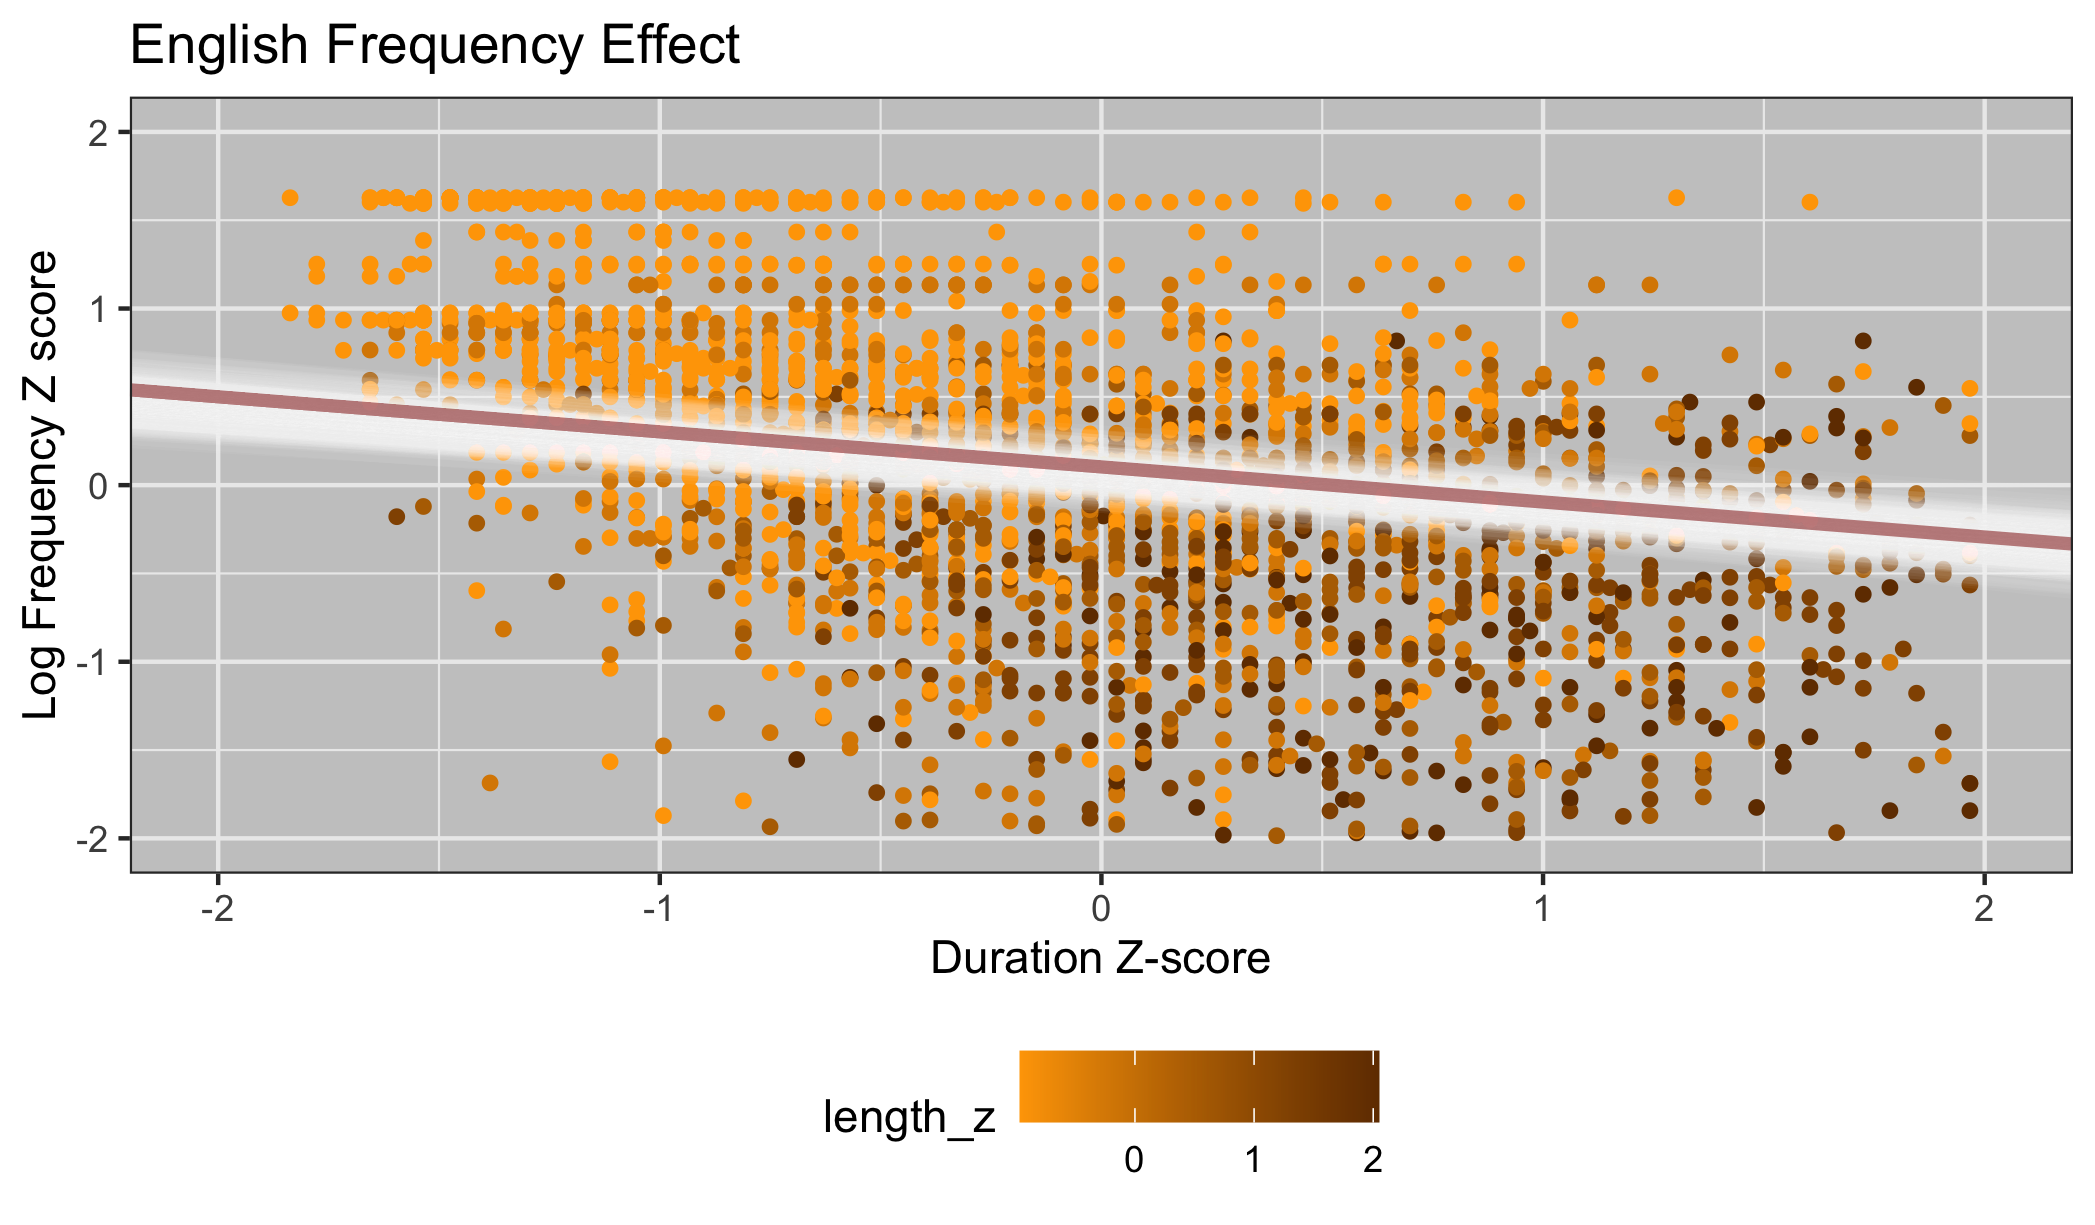 English Frequency Effect
Log Frequency Z score
2
1
0
-1
-2
-2 -1 0 1 2
Duration Z-score
length_z
0 1 2